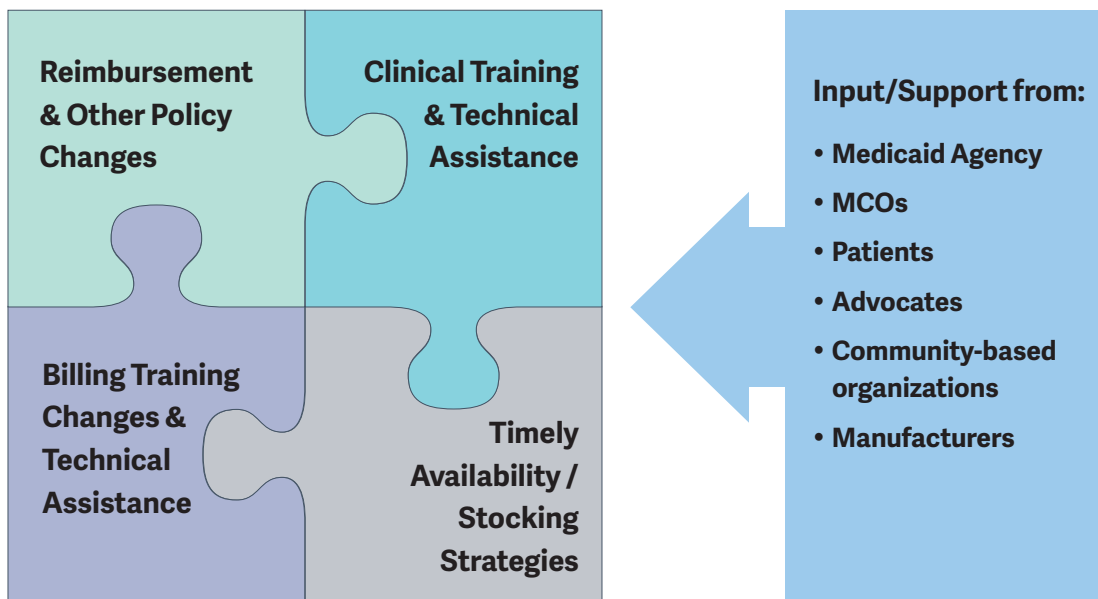 Reimbursement
& Other Policy
Changes
Clinical Training
& Technical
Assistance
Billing Training
Changes &
Technical
Assistance
Timely
Availability /
Stocking
Strategies
Input/Support from:
• Medicaid Agency
• MCOs
• Patients
• Advocates
• Community-based
organizations
• Manufacturers